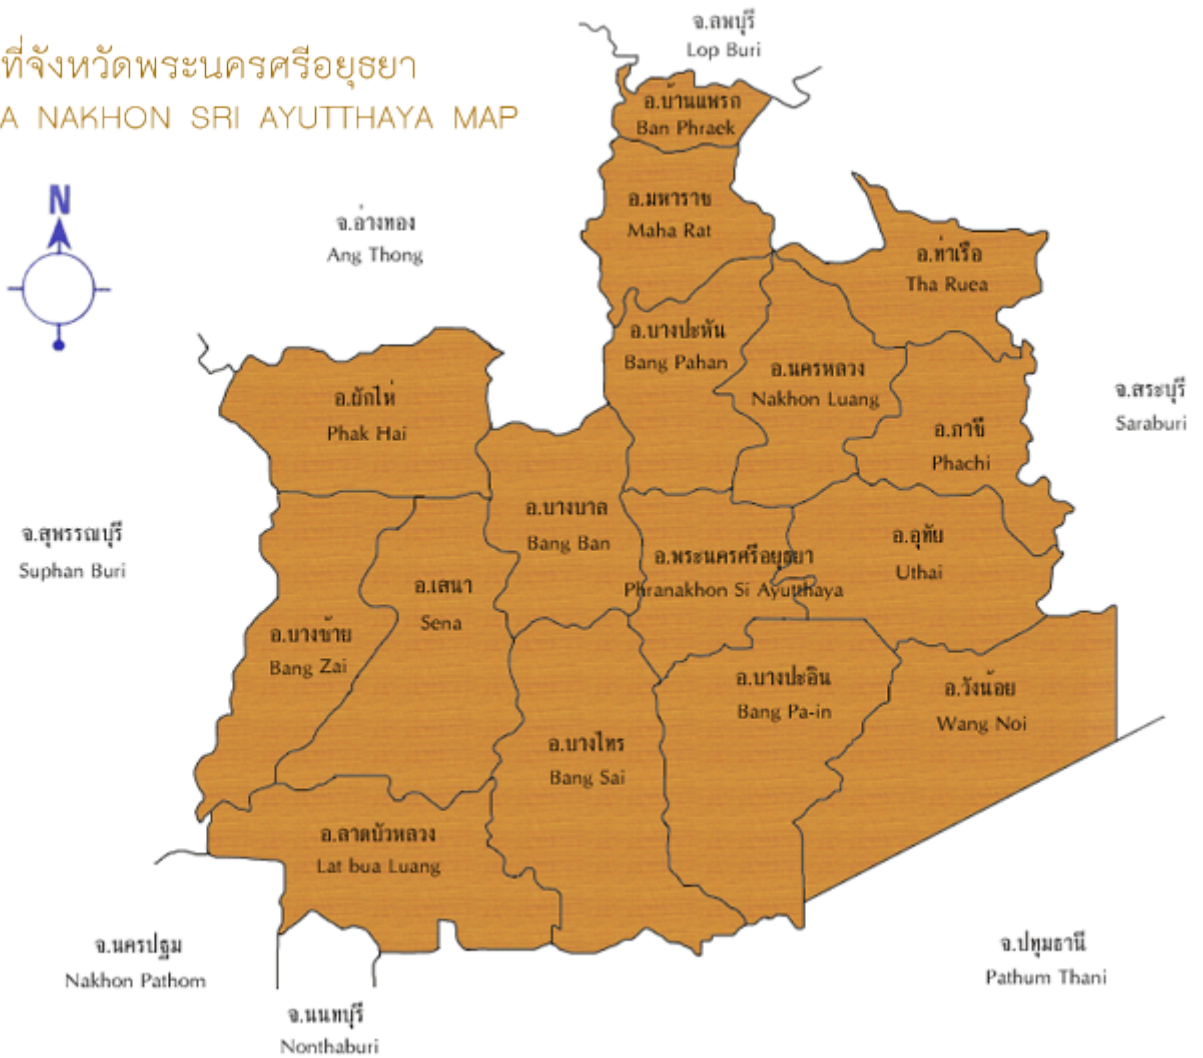 ที่จังหวัดพระนครศรีอยุธยา
A NAKHON SRI AYUTTHAYA MAP
N
จ.ลพบุรี
Lop Buri
อ.บ้านแพรก
Ban Phraek
อ.มหาราช
Maha Rat
จ.อ่างทอง
Ang Thong
อ.ท่าเรือ
Tha Ruea
อ.บางปะหัน
Bang Pahan
อ.นครหลวง
Nakhon Luang
อ.ผักไห่
Phak Hai
จ.สระบุรี
Saraburi
อ.ภาชี
Phachi
อ.บางบาล
Bang Ban
จ.สุพรรณบุรี
Suphan Buri
อ.อุทัย
Uthai
อ.พระนครศรีอยุธยา
Phranakhon Si Ayutthaya
อ.เสนา
Sena
อ.บางซ้าย
Bang Zai
อ.บางปะอิน
Bang Pa-in
อ.วังน้อย
Wang Noi
อ.บางไทร
Bang Sai
อ.ลาดบัวหลวง
Lat bua Luang
จ.นครปฐม
Nakhon Pathom
จ.ปทุมธานี
Pathum Thani
จ.นนทบุรี
Nonthaburi